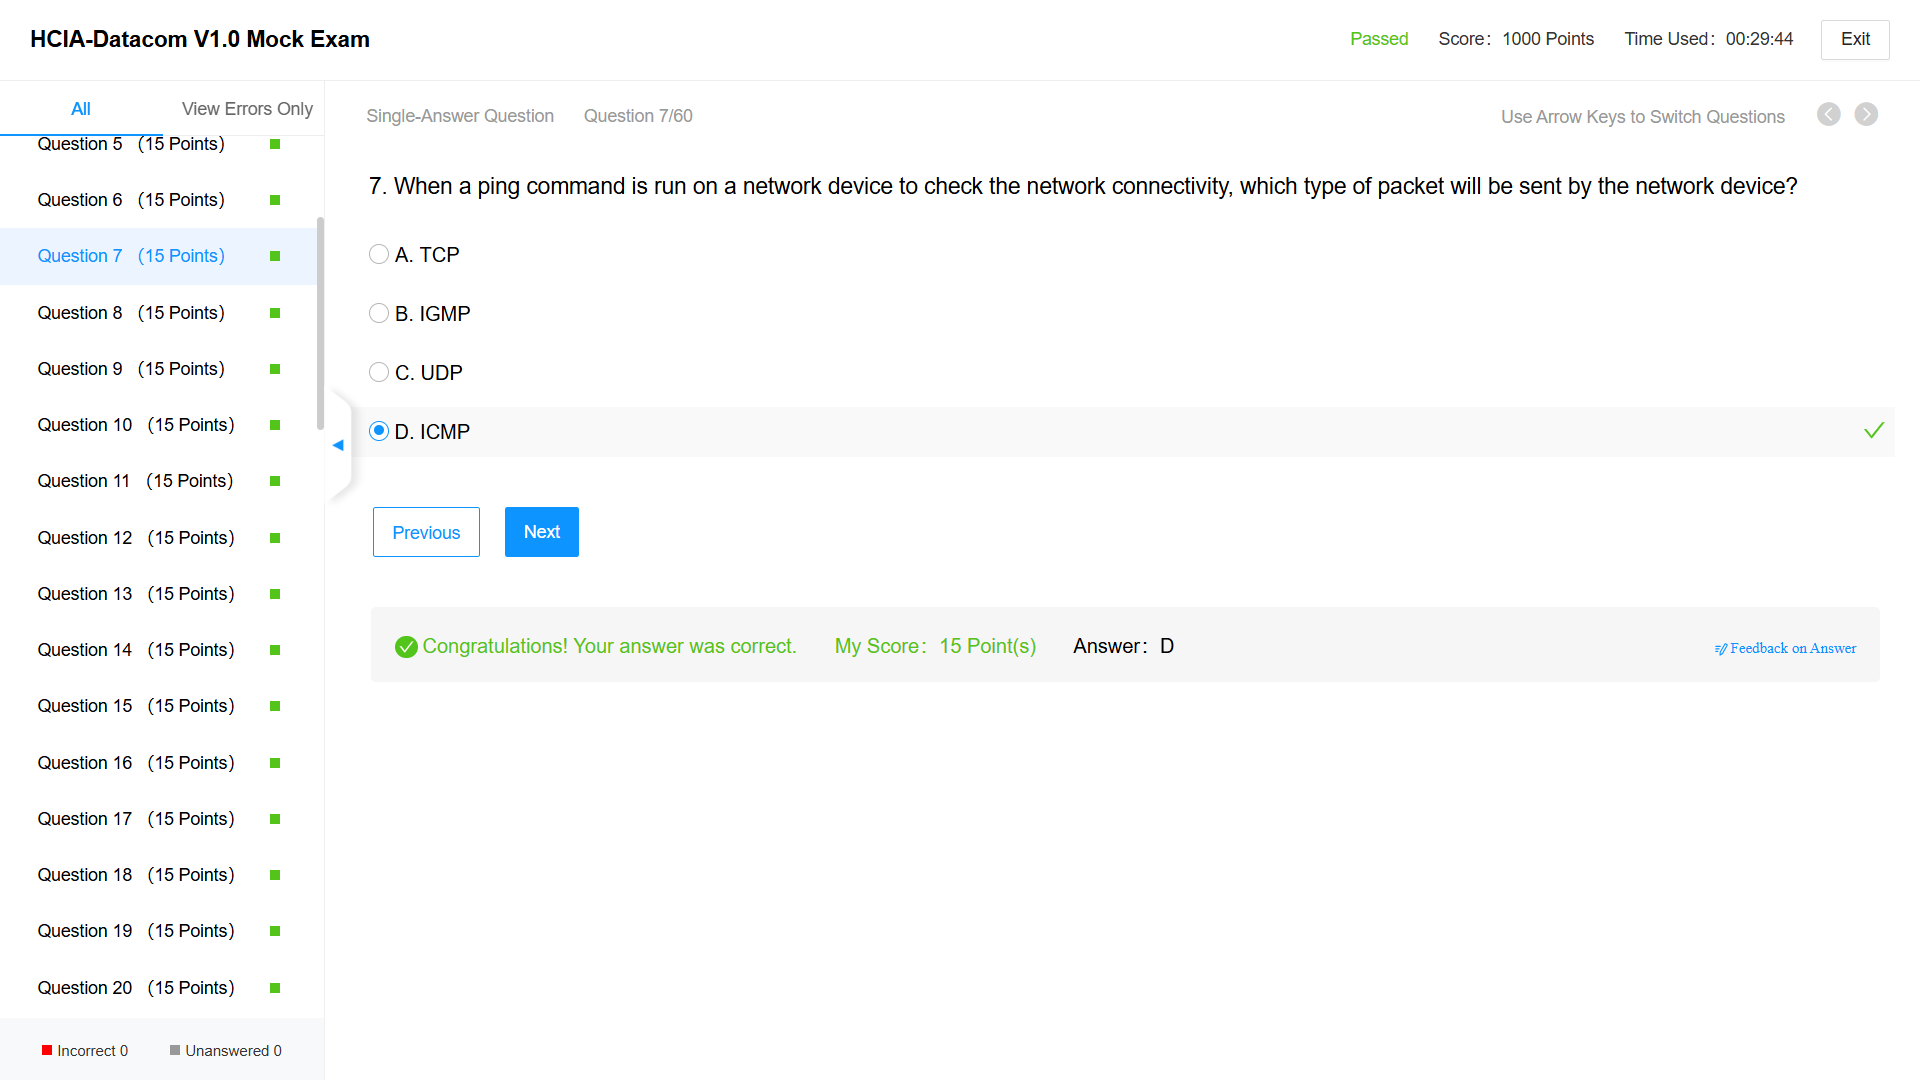 HCIA-Datacom V1.0 Mock Exam
Passed Score： 1000 Points Time Used： 00:29:44 Exit
All View Errors Only
Single-Answer Question Question 7/60 Use Arrow Keys to Switch Questions
Question 5 (15 Points)
Question 6 (15 Points)
Question 7 (15 Points)
Question 8 (15 Points)
Question 9 (15 Points)
Question 10 (15 Points)
Question 11 (15 Points)
Question 12 (15 Points)
Question 13 (15 Points)
Question 14 (15 Points)
Question 15 (15 Points)
Question 16 (15 Points)
Question 17 (15 Points)
Question 18 (15 Points)
Question 19 (15 Points)
Question 20 (15 Points)
Incorrect 0 Unanswered 0
7. When a ping command is run on a network device to check the network connectivity, which type of packet will be sent by the network device?
A. TCP
B. IGMP
C. UDP
D. ICMP
Previous Next
Congratulations! Your answer was correct. My Score： 15 Point(s) Answer： D Feedback on Answer